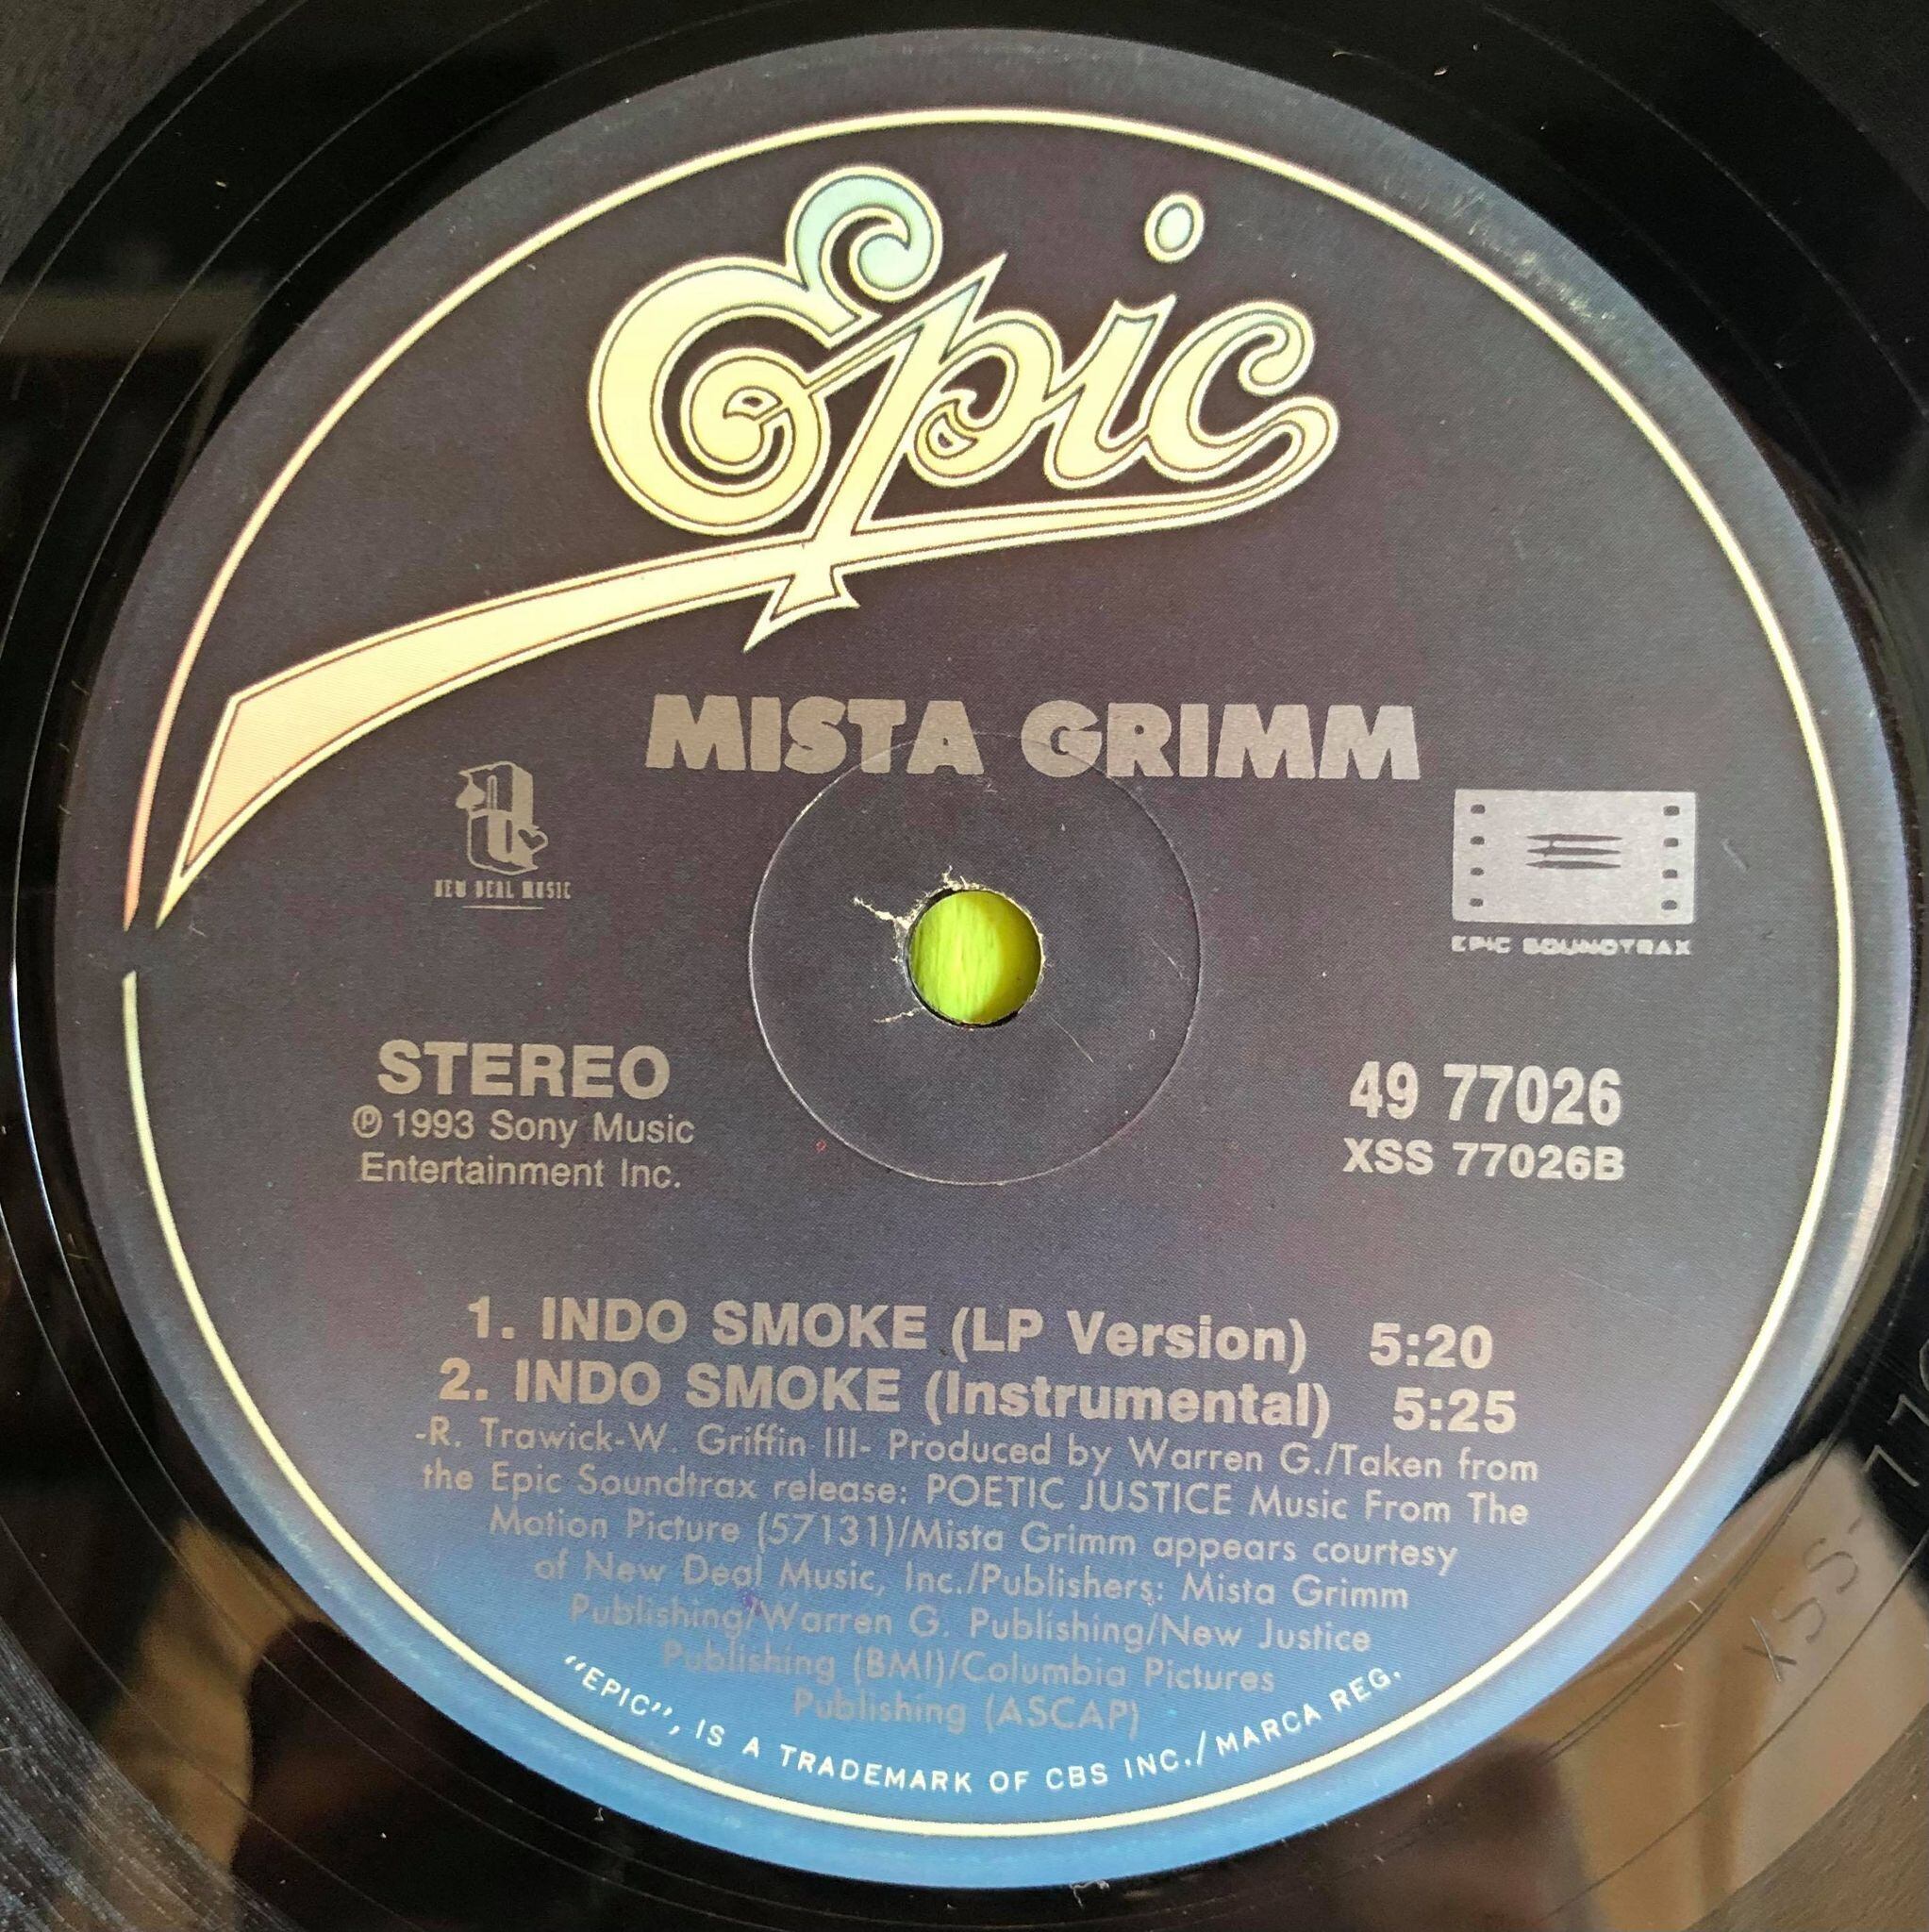 Epic
MISTA GRIMM
NEW DEAL MUSIC
EPIC SOUNDTRAX
STEREO
℗ 1993 Sony Music
Entertainment Inc.
49 77026
XSS 77026B
1. INDO SMOKE (LP Version) 5:20
2. INDO SMOKE (Instrumental) 5:25
-R. Trawick-W. Griffin III- Produced by Warren G./Taken from
the Epic Soundtrax release: POETIC JUSTICE Music From The
Motion Picture (57131)/Mista Grimm appears courtesy
of New Deal Music, Inc./Publishers: Mista Grimm
Publishing/Warren G. Publishing/New Justice
Publishing (BMI)/Columbia Pictures
Publishing (ASCAP)
"EPIC", IS A TRADEMARK OF CBS INC./MARCA REG.
XSS-